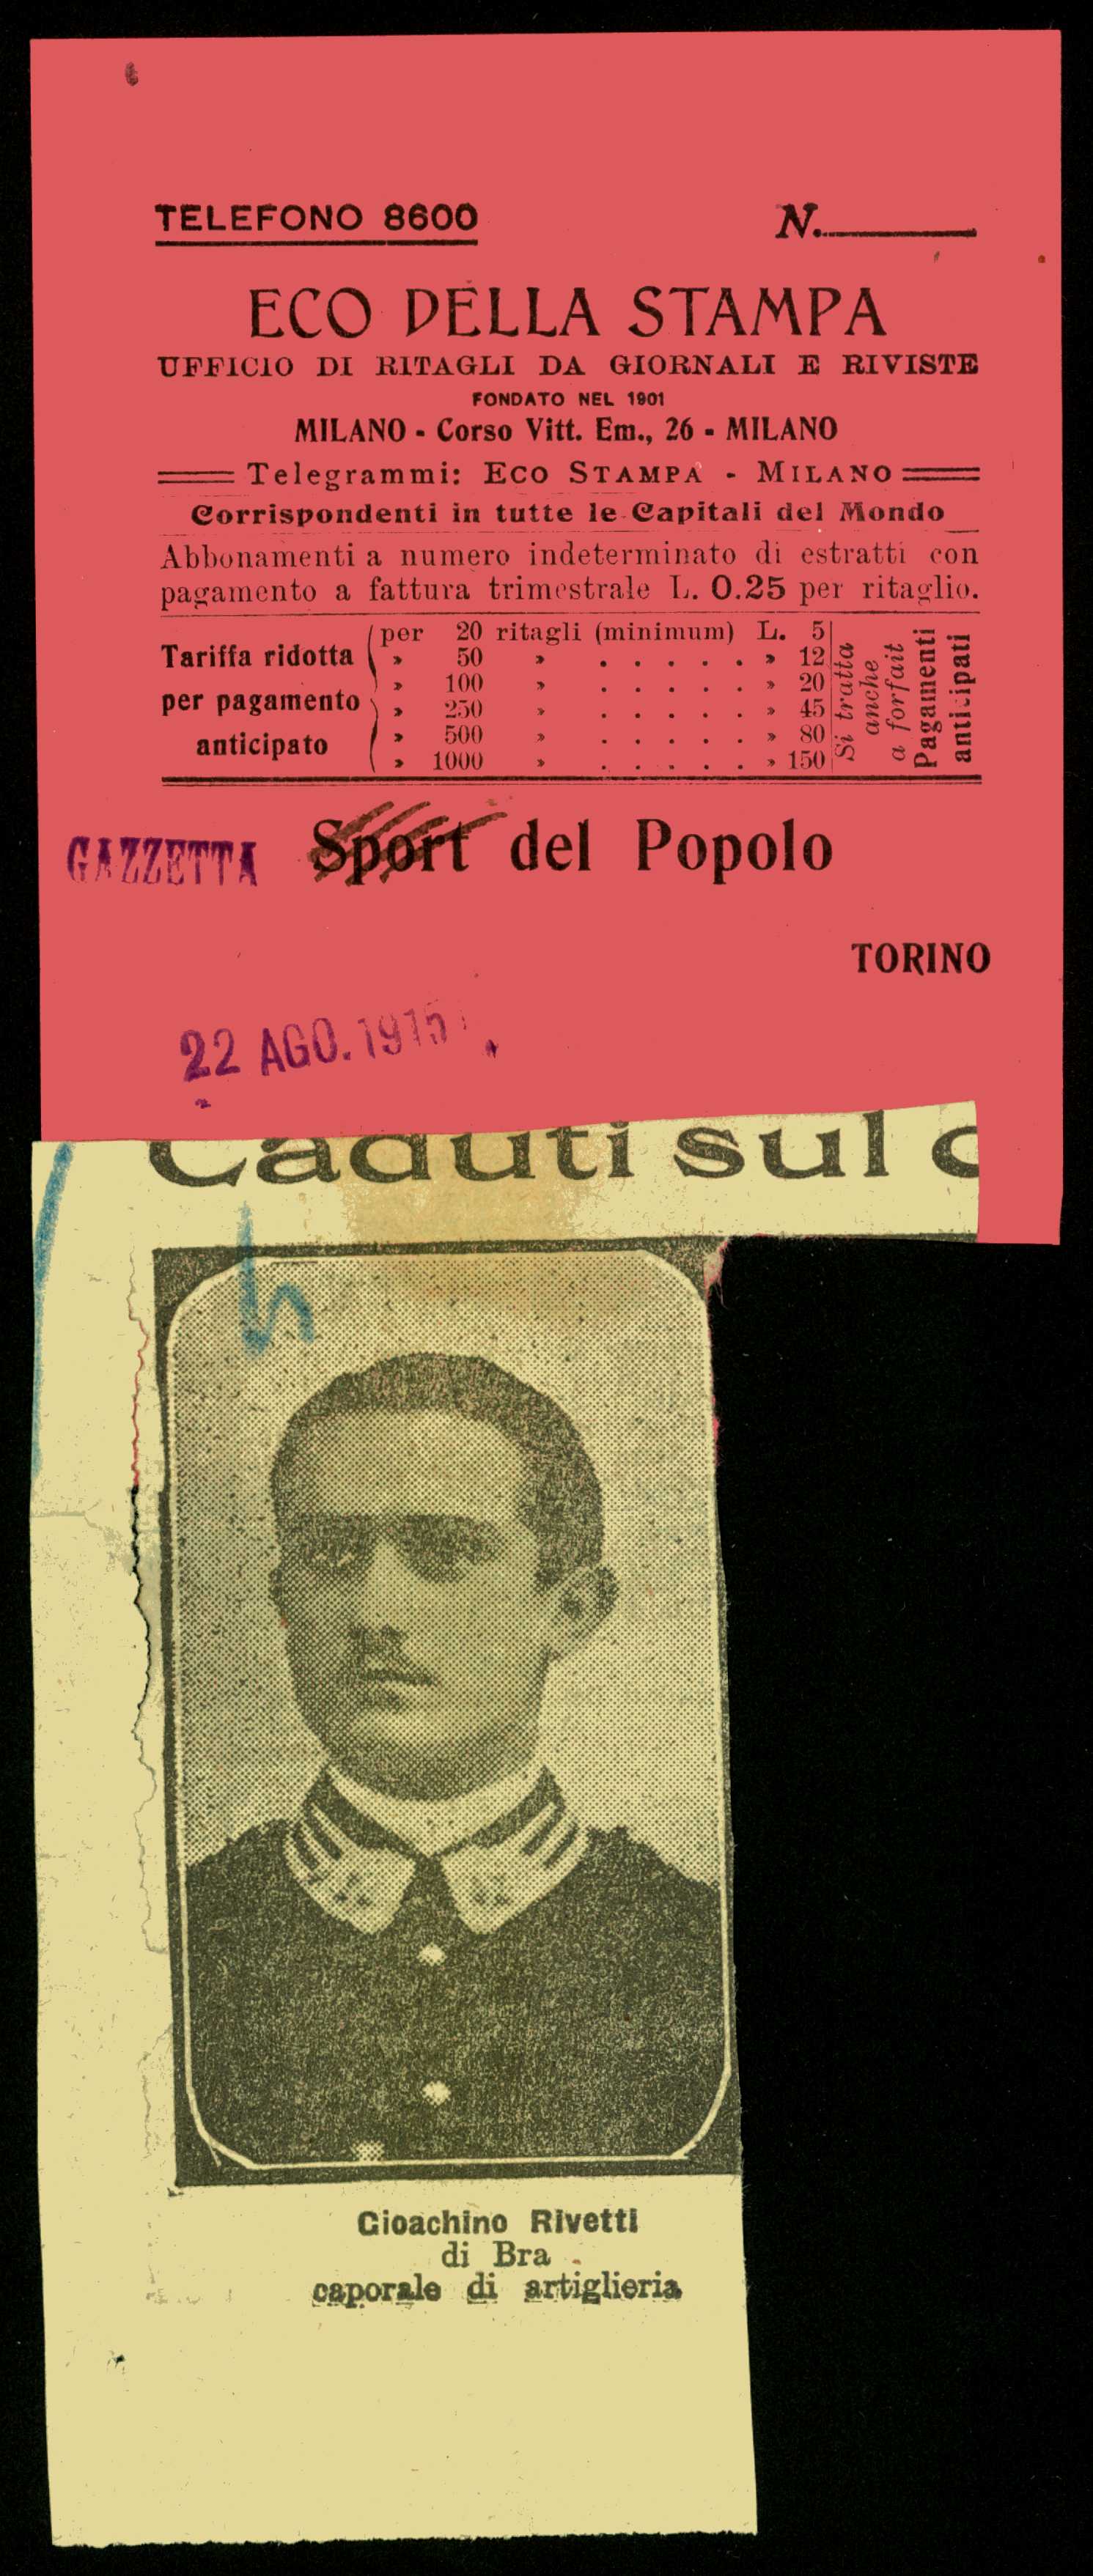 TELEFONO 8600 N.
ECO DELLA STAMPA
UFFICIO DI RITAGLI DA GIORNALI E RIVISTE
FONDATO NEL 1901
MILANO - Corso Vitt. Em., 26 - MILANO
Telegrammi: ECO STAMPA - MILANO
Corrispondenti in tutte le Capitali del Mondo
Abbonamenti a numero indeterminato di estratti con
pagamento a fattura trimestrale L. 0.25 per ritaglio.
Tariffa ridotta
per pagamento
anticipato
per 20 ritagli (minimum) L. 5
» 50 » . . . . . » 12
» 100 » . . . . . » 20
» 250 » . . . . . » 45
» 500 » . . . . . » 80
» 1000 » . . . . . » 150
Si tratta
anche
a forfait
Pagamenti
anticipati
GAZZETTA Sport del Popolo
TORINO
22 AGO. 1915
Caduti sul
Gioachino Rivetti
di Bra
caporale di artiglieria